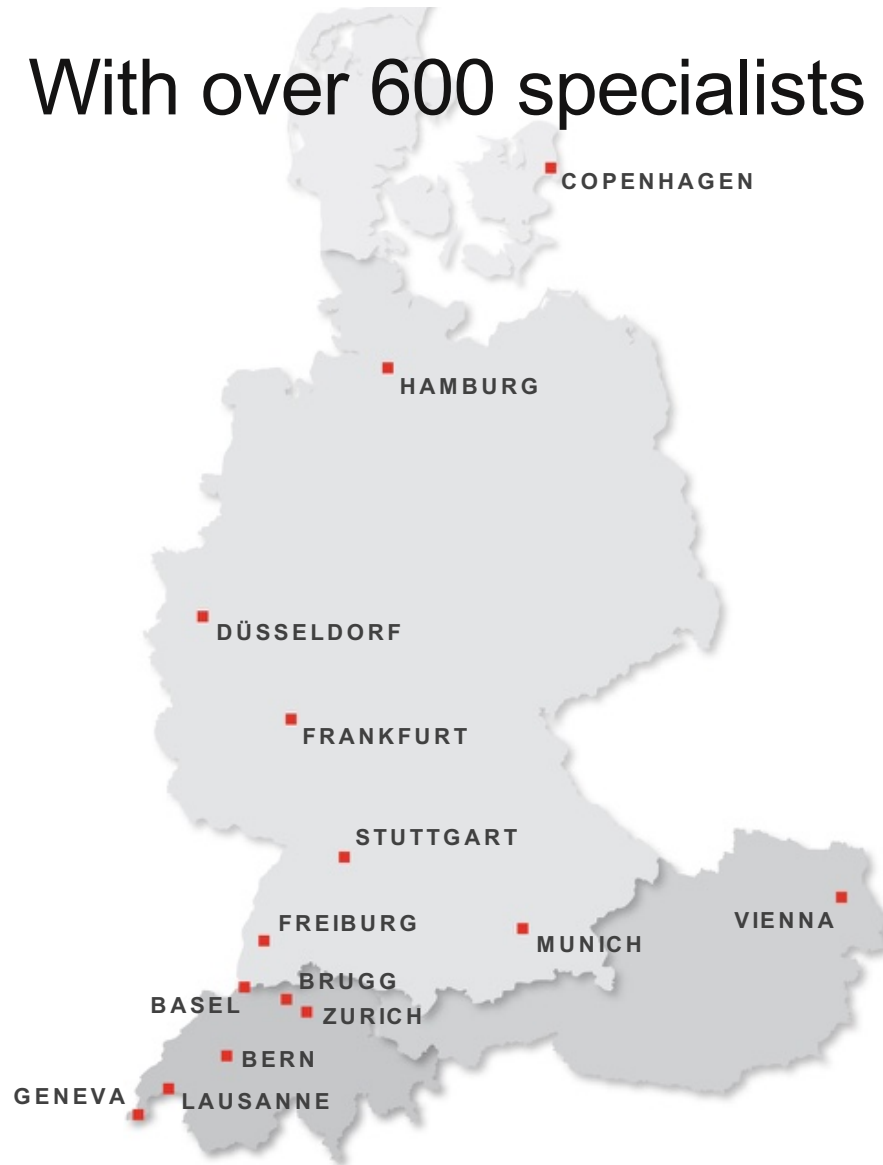 With over 600 specialists
COPENHAGEN
HAMBURG
DÜSSELDORF
FRANKFURT
STUTTGART
FREIBURG
MUNICH
VIENNA
BRUGG
BASEL
ZURICH
BERN
GENEVA
LAUSANNE